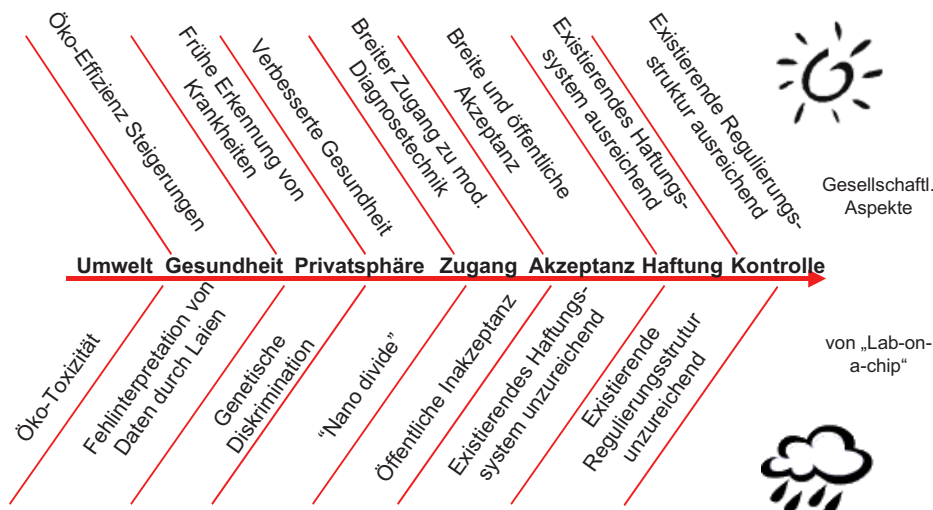 Öko-Effizienz Steigerungen
Frühe Erkennung von
Krankheiten
Verbesserte Gesundheit
Breiter Zugang zu mod.
Diagnosetechnik
Breite und öffentliche
Akzeptanz
Existierendes Haftungs-
system ausreichend
Existierende Regulierungs-
struktur ausreichend
Gesellschaftl.
Aspekte
Umwelt Gesundheit Privatsphäre Zugang Akzeptanz Haftung Kontrolle
Öko-Toxizität
Fehlinterpretation von
Daten durch Laien
Genetische
Diskrimination
“Nano divide”
Öffentliche Inakzeptanz
Existierendes Haftungs-
system unzureichend
Existierende
Regulierungsstrutur
unzureichend
von „Lab-on-
a-chip“